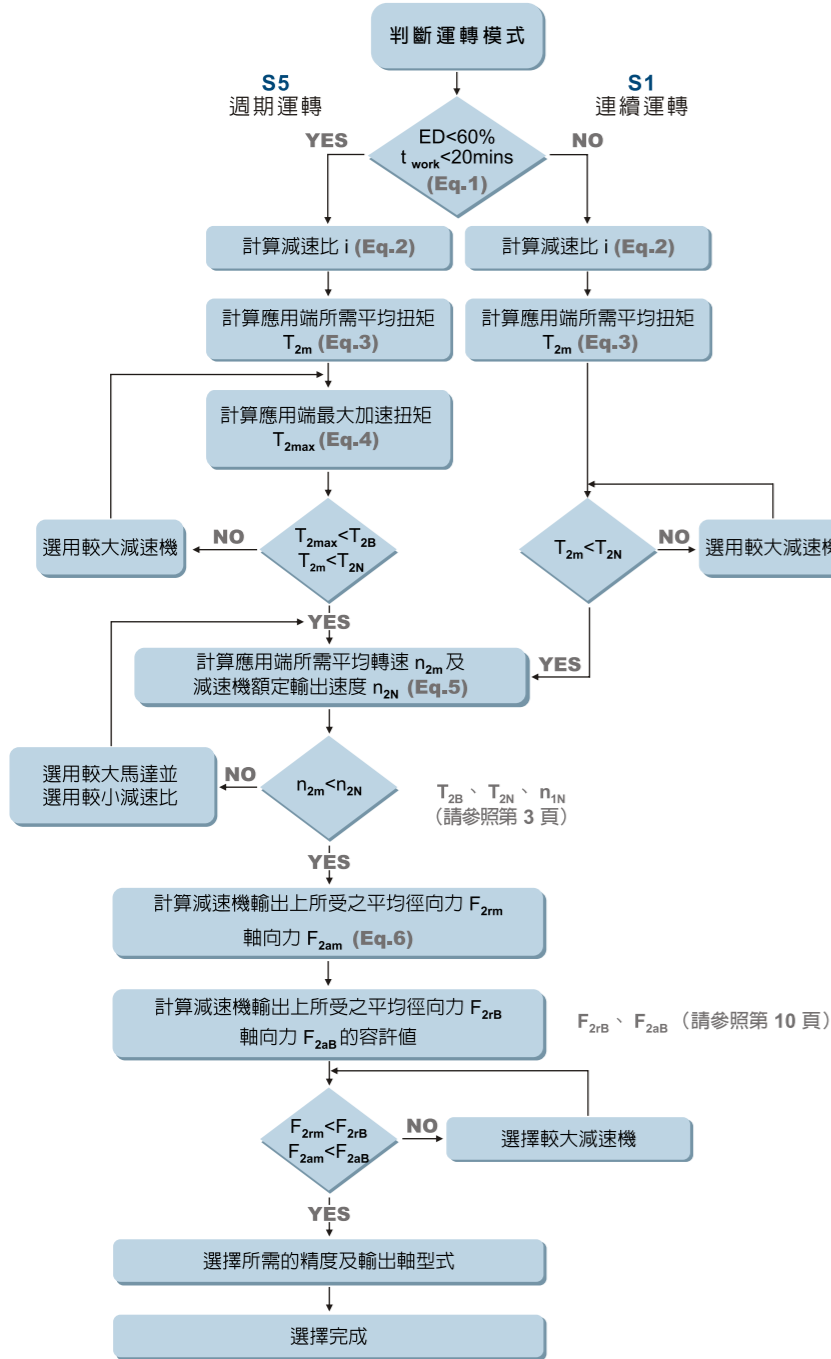 判斷運轉模式
S5
週期運轉
S1
連續運轉
YES
ED<60%
t work<20mins
(Eq.1)
NO
計算減速比 i (Eq.2)
計算減速比 i (Eq.2)
計算應用端所需平均扭矩
T2m (Eq.3)
計算應用端所需平均扭矩
T2m (Eq.3)
計算應用端最大加速扭矩
T2max (Eq.4)
選用較大減速機
NO
T2max<T2B
T2m<T2N
T2m<T2N
NO
選用較大減速機
YES
計算應用端所需平均轉速 n2m 及
減速機額定輸出速度 n2N (Eq.5)
YES
選用較大馬達並
選用較小減速比
NO
n2m<n2N
T2B、 T2N、 n1N
(請參照第 3 頁)
YES
計算減速機輸出上所受之平均徑向力 F2rm
軸向力 F2am (Eq.6)
計算減速機輸出上所受之平均徑向力 F2rB
軸向力 F2aB 的容許值
F2rB、 F2aB (請參照第 10 頁)
F2rm<F2rB
F2am<F2aB
NO
選擇較大減速機
YES
選擇所需的精度及輸出軸型式
選擇完成